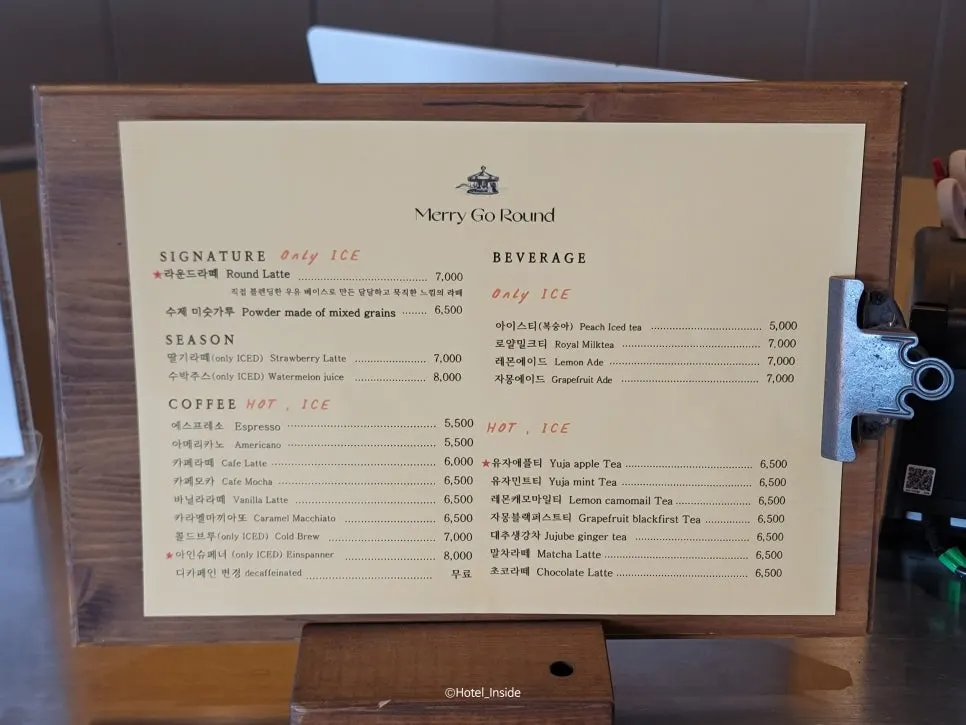 Merry Go Round
SIGNATURE Only ICE
★라운드라떼 Round Latte 7,000
직접 블렌딩한 우유 베이스로 만든 달달하고 묵직한 느낌의 라떼
수제 미숫가루 Powder made of mixed grains 6,500
SEASON
딸기라떼(only ICED) Strawberry Latte 7,000
수박주스(only ICED) Watermelon juice 8,000
COFFEE HOT , ICE
에스프레소 Espresso 5,500
아메리카노 Americano 5,500
카페라떼 Cafe Latte 6,000
카페모카 Cafe Mocha 6,500
바닐라라떼 Vanilla Latte 6,500
카라멜마끼아또 Caramel Macchiato 6,500
콜드브루(only ICED) Cold Brew 7,000
★아인슈페너 (only ICED) Einspanner 8,000
디카페인 변경 decaffeinated 무료
BEVERAGE
Only ICE
아이스티(복숭아) Peach Iced tea 5,000
로얄밀크티 Royal Milktea 7,000
레몬에이드 Lemon Ade 7,000
자몽에이드 Grapefruit Ade 7,000
HOT , ICE
★유자애플티 Yuja apple Tea 6,500
유자민트티 Yuja mint Tea 6,500
레몬캐모마일티 Lemon camomail Tea 6,500
자몽블랙퍼스트티 Grapefruit blackfirst Tea 6,500
대추생강차 Jujube ginger tea 6,500
말차라떼 Matcha Latte 6,500
초코라떼 Chocolate Latte 6,500
©Hotel_Inside